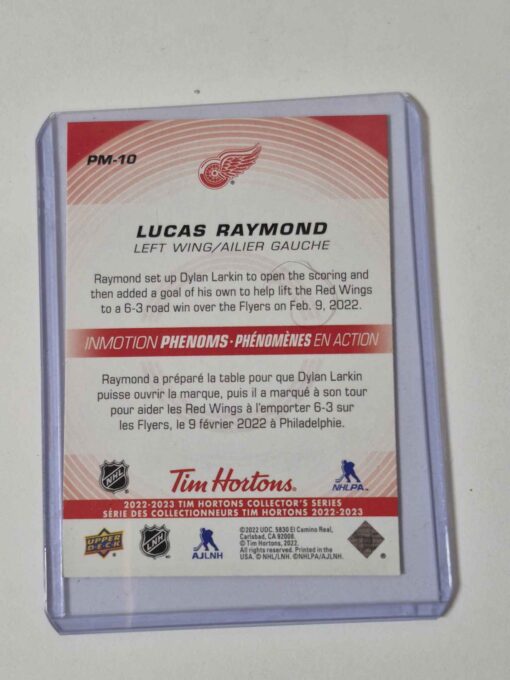 PM-10
LUCAS RAYMOND
LEFT WING/AILIER GAUCHE
Raymond set up Dylan Larkin to open the scoring and
then added a goal of his own to help lift the Red Wings
to a 6-3 road win over the Flyers on Feb. 9, 2022.
INMOTION PHENOMS · PHÉNOMÈNES EN ACTION
Raymond a préparé la table pour que Dylan Larkin
puisse ouvrir la marque, puis il a marqué à son tour
pour aider les Red Wings à l'emporter 6-3 sur
les Flyers, le 9 février 2022 à Philadelphie.
NHL
Tim Hortons
NHLPA
2022-2023 TIM HORTONS COLLECTOR'S SERIES
SÉRIE DES COLLECTIONNEURS TIM HORTONS 2022-2023
UPPER DECK
LNH
AJLNH
©2022 UDC. 5830 El Camino Real,
Carlsbad, CA 92008.
© Tim Hortons, 2022.
All rights reserved. Printed in the
USA. © NHL/LNH. ©NHLPA/AJLNH.